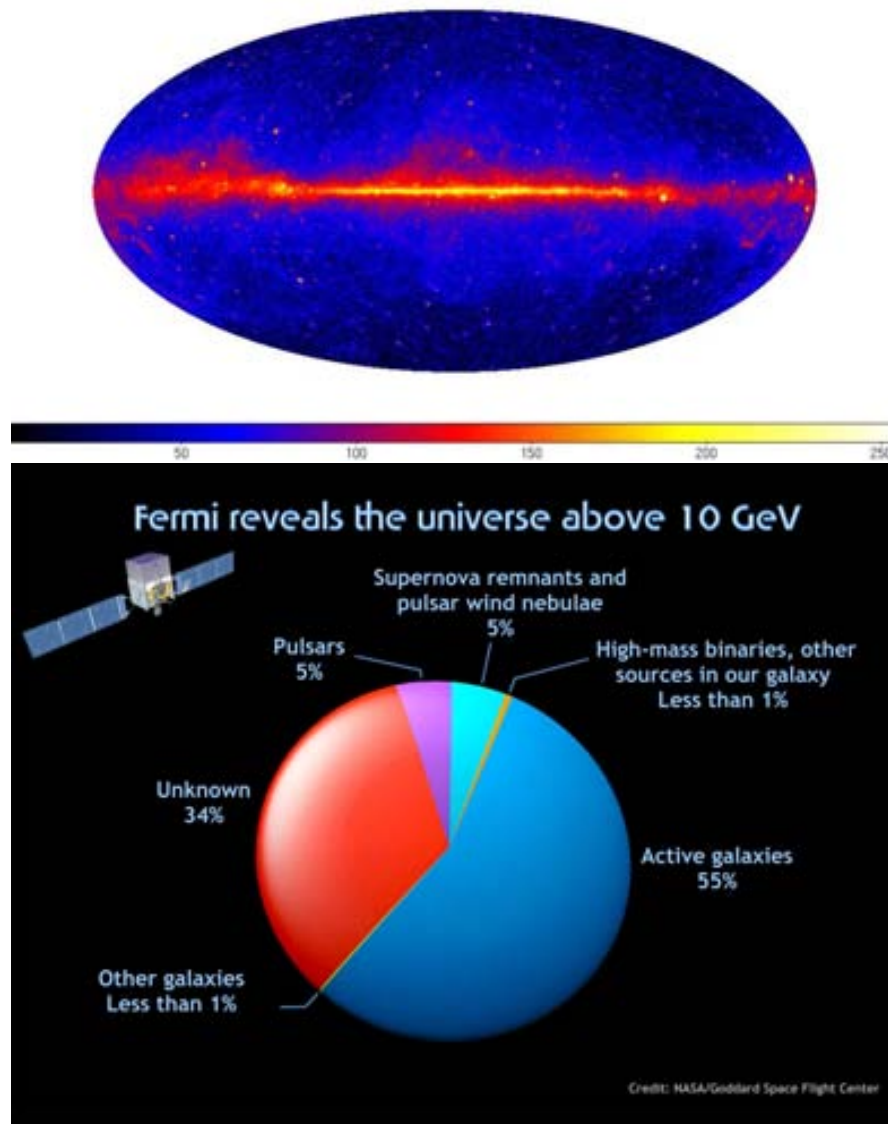 50 100 150 200 250
Fermi reveals the universe above 10 GeV
Supernova remnants and
pulsar wind nebulae
5%
Pulsars
5%
High-mass binaries, other
sources in our galaxy
Less than 1%
Unknown
34%
Active galaxies
55%
Other galaxies
Less than 1%
Credit: NASA/Goddard Space Flight Center